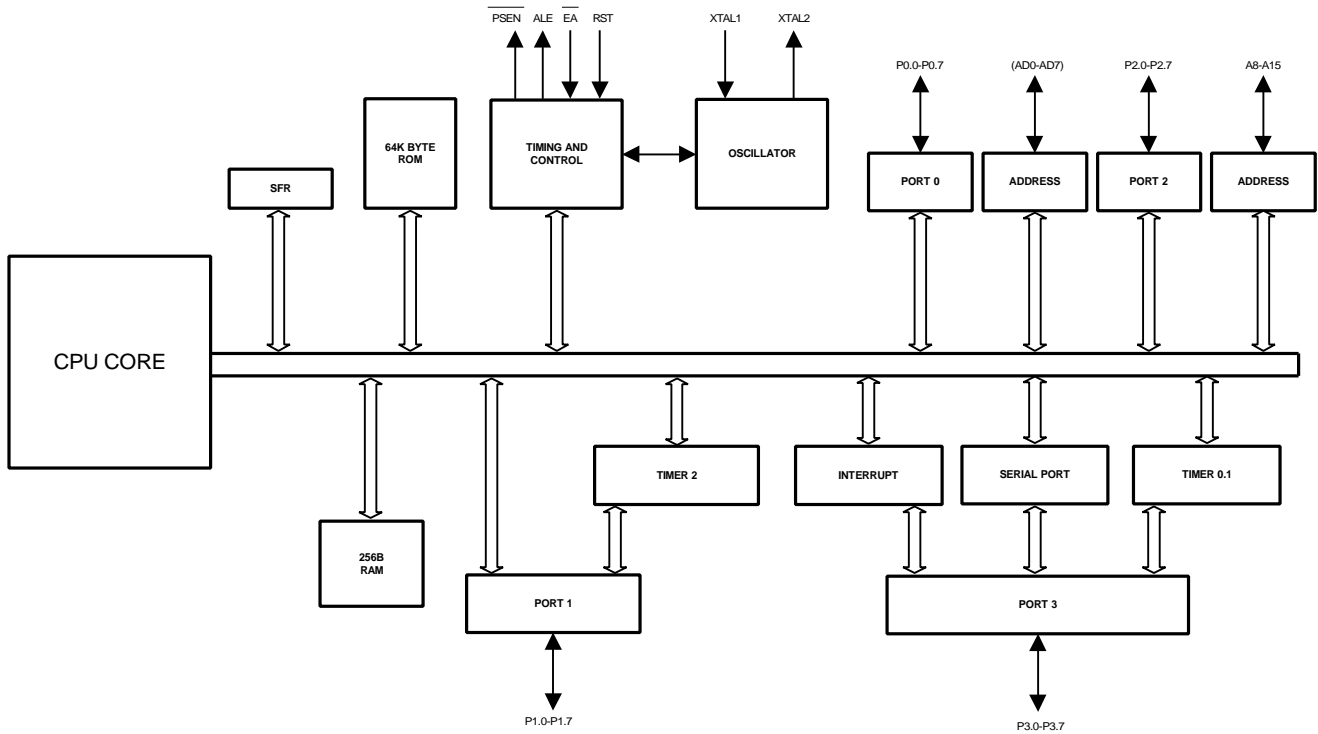 PSEN ALE EA RST XTAL1 XTAL2
P0.0-P0.7 (AD0-AD7) P2.0-P2.7 A8-A15
64K BYTE
ROM
TIMING AND
CONTROL
OSCILLATOR
SFR
PORT 0
ADDRESS
PORT 2
ADDRESS
CPU CORE
TIMER 2
INTERRUPT
SERIAL PORT
TIMER 0.1
256B
RAM
PORT 1
PORT 3
P1.0-P1.7
P3.0-P3.7